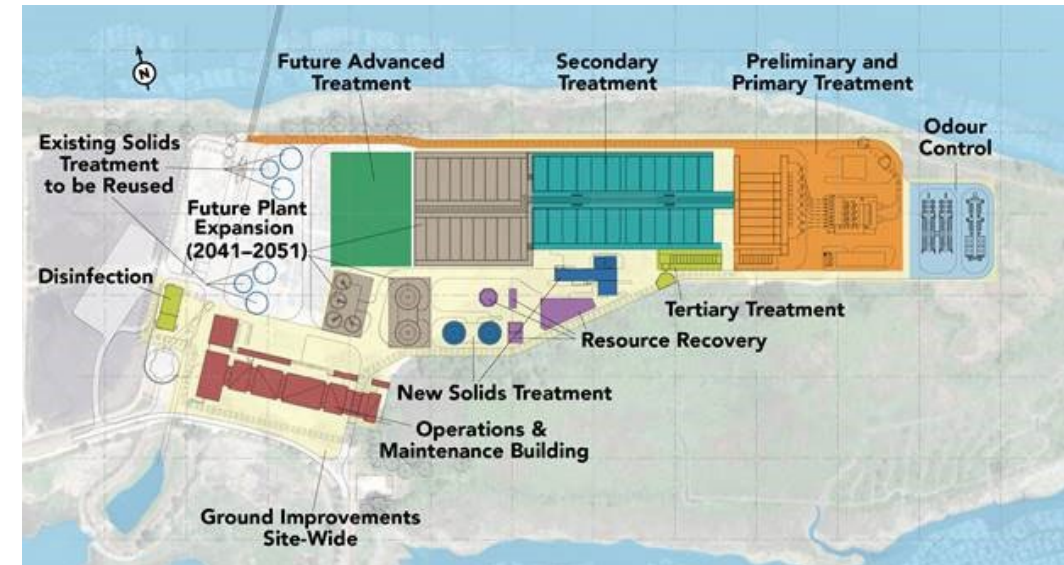 N
Future Advanced
Treatment
Secondary
Treatment
Preliminary and
Primary Treatment
Odour
Control
Existing Solids
Treatment
to be Reused
Future Plant
Expansion
(2041–2051)
Disinfection
Tertiary Treatment
Resource Recovery
New Solids Treatment
Operations &
Maintenance Building
Ground Improvements
Site-Wide